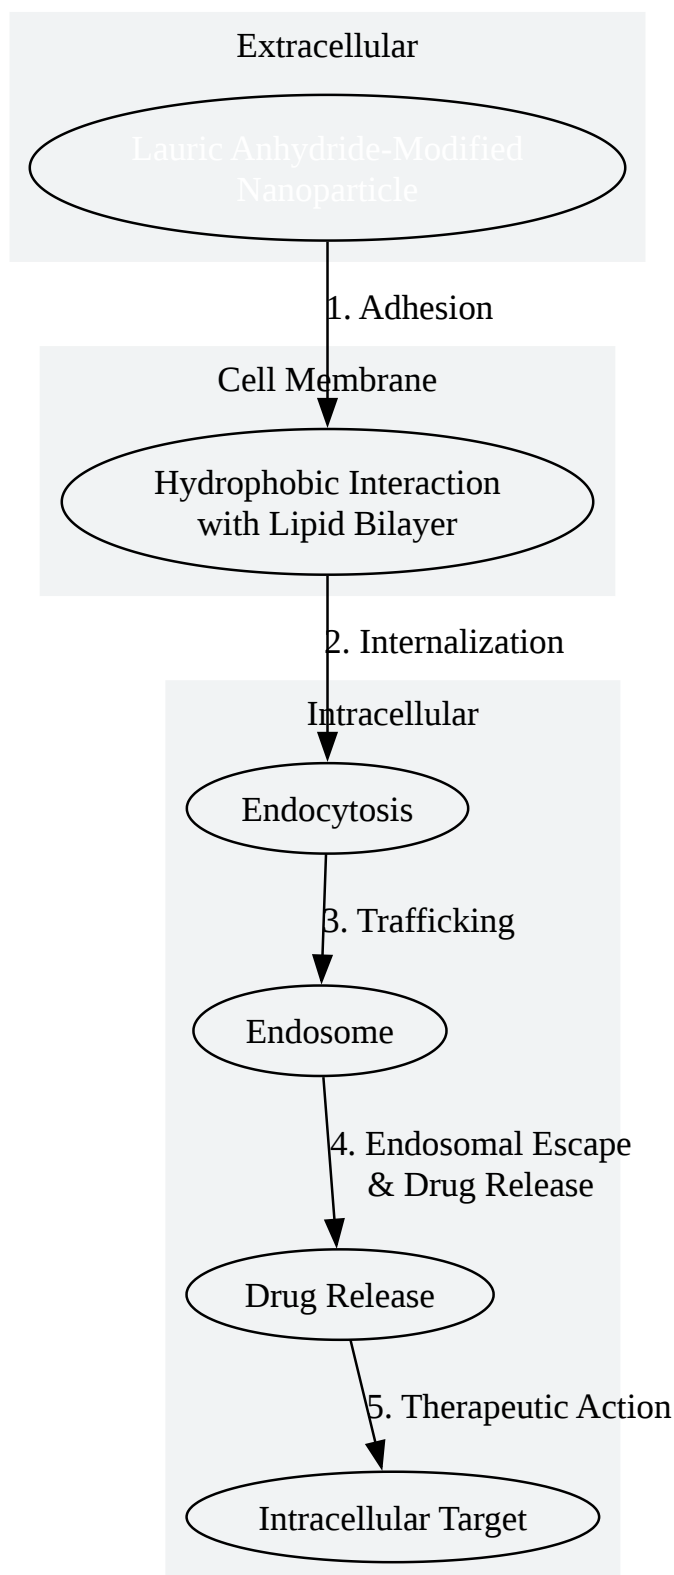 Extracellular
Lauric Anhydride-Modified
Nanoparticle
1. Adhesion
Cell Membrane
Hydrophobic Interaction
with Lipid Bilayer
2. Internalization
Intracellular
Endocytosis
3. Trafficking
Endosome
4. Endosomal Escape
& Drug Release
Drug Release
5. Therapeutic Action
Intracellular Target